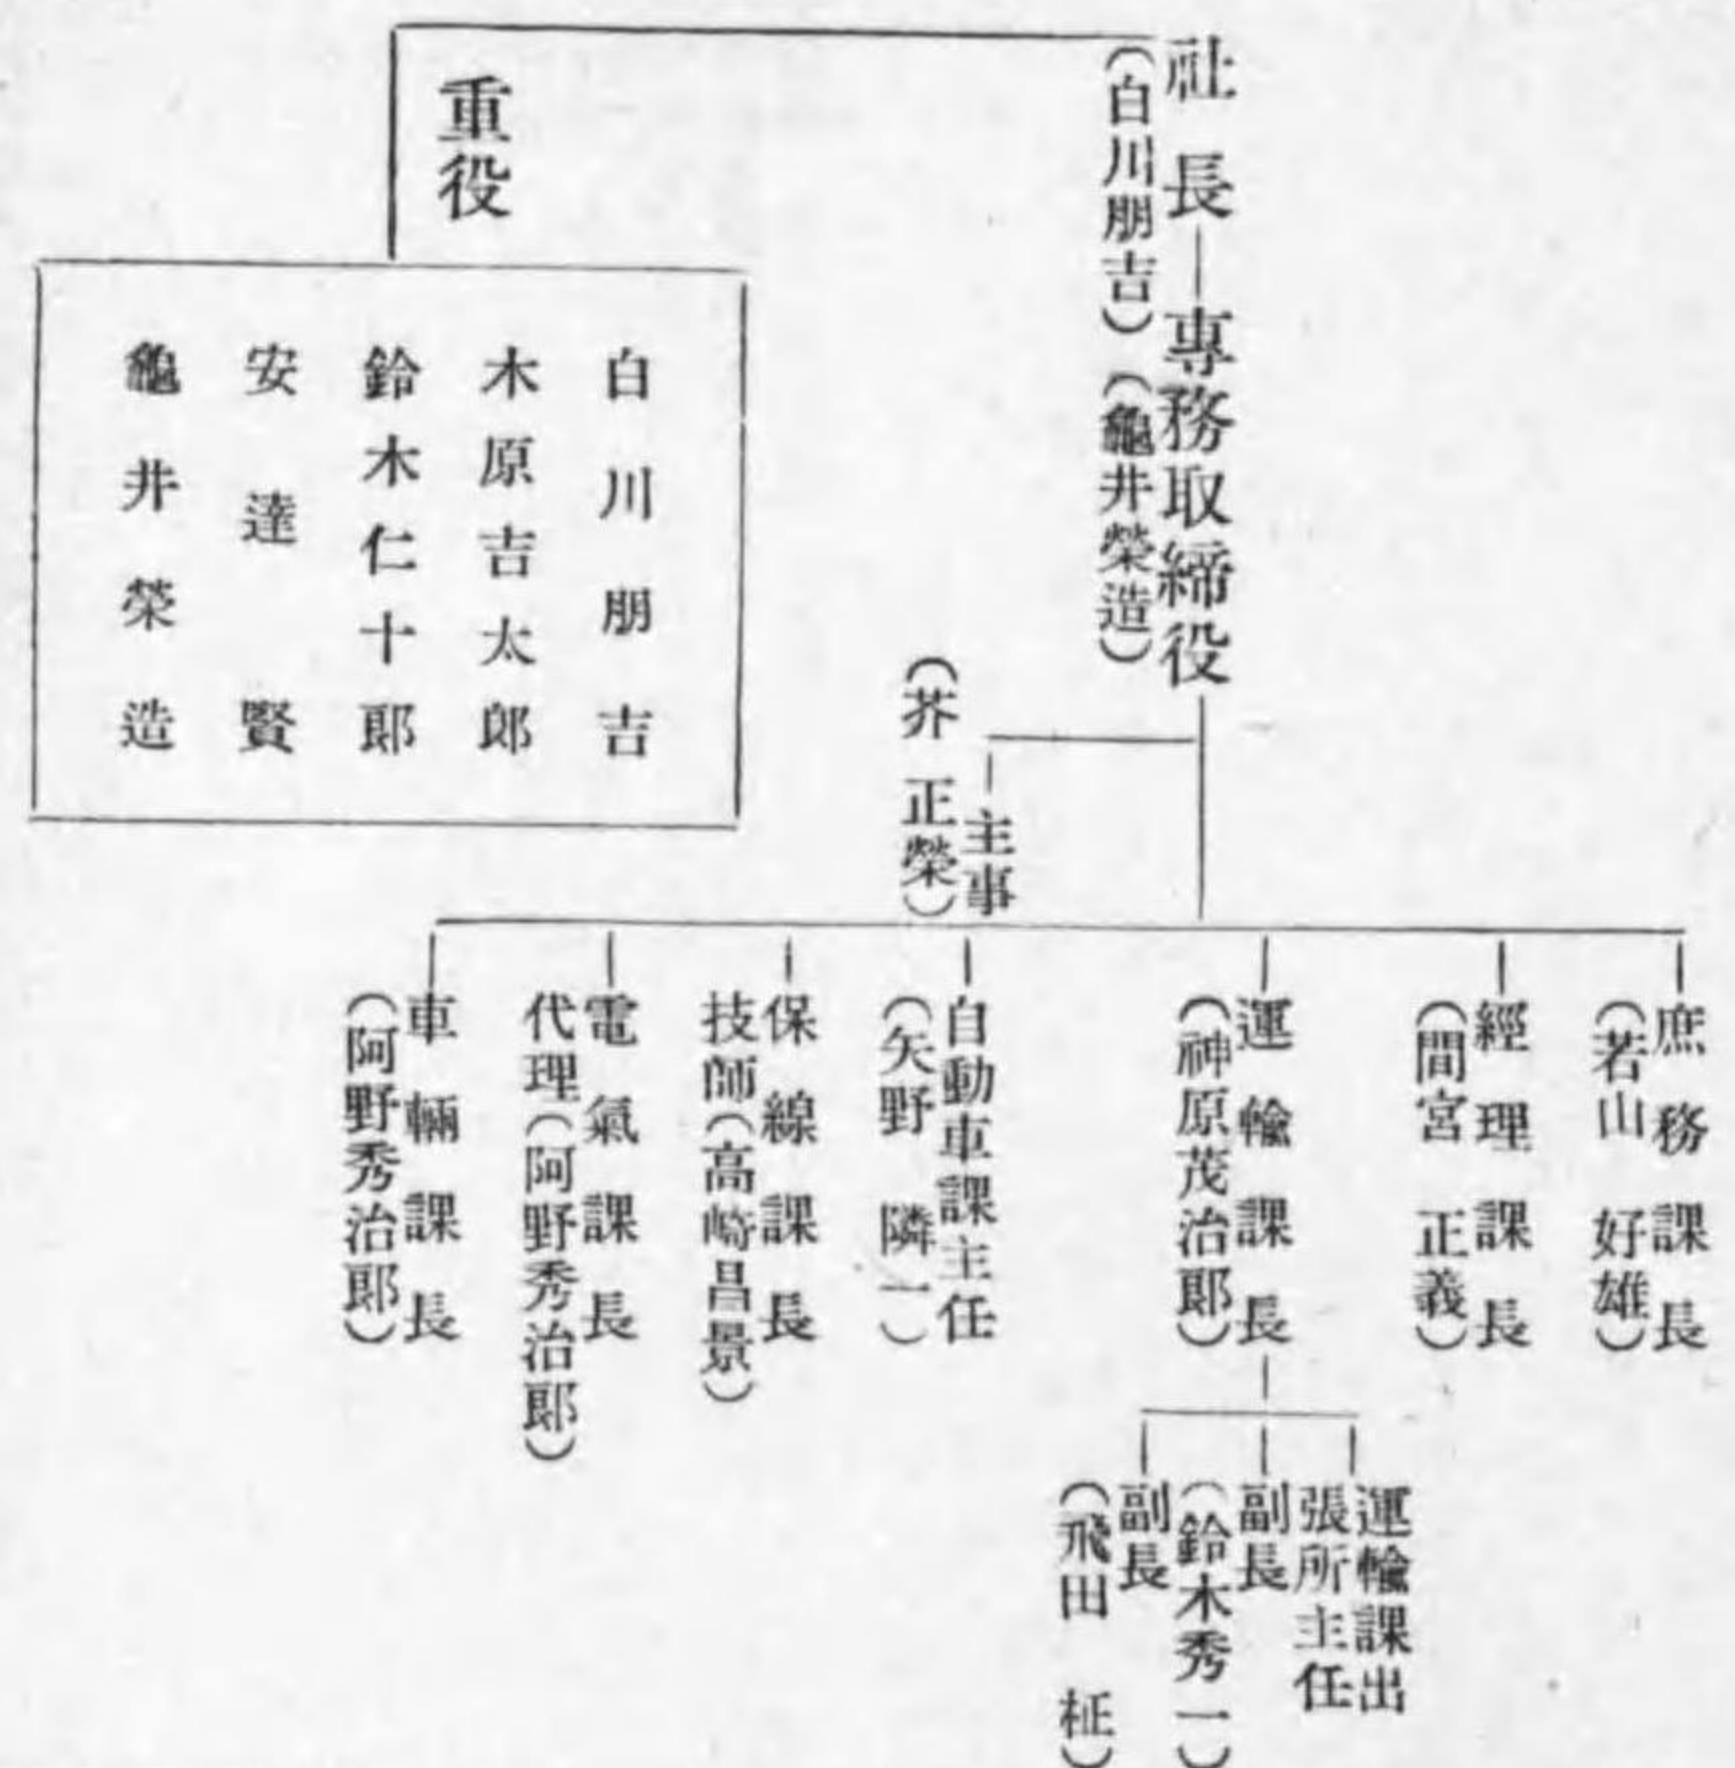 社長―專務取締役
（白川朋吉）（龜井榮造）
重役
白川朋吉
木原吉太郎
鈴木仁十郎
安達賢
龜井榮造
主事
（芥正榮）
庶務課長
（若山好雄）
經理課長
（間宮正義）
運輸課長
（神原茂治郎）
運輸課出
張所主任
副長
（鈴木秀一）
副長
（飛田柾）
自動車課主任
（矢野隣一）
保線課長
技師（高崎昌景）
電氣課長
代理（阿野秀治郎）
車輛課長
（阿野秀治郎）